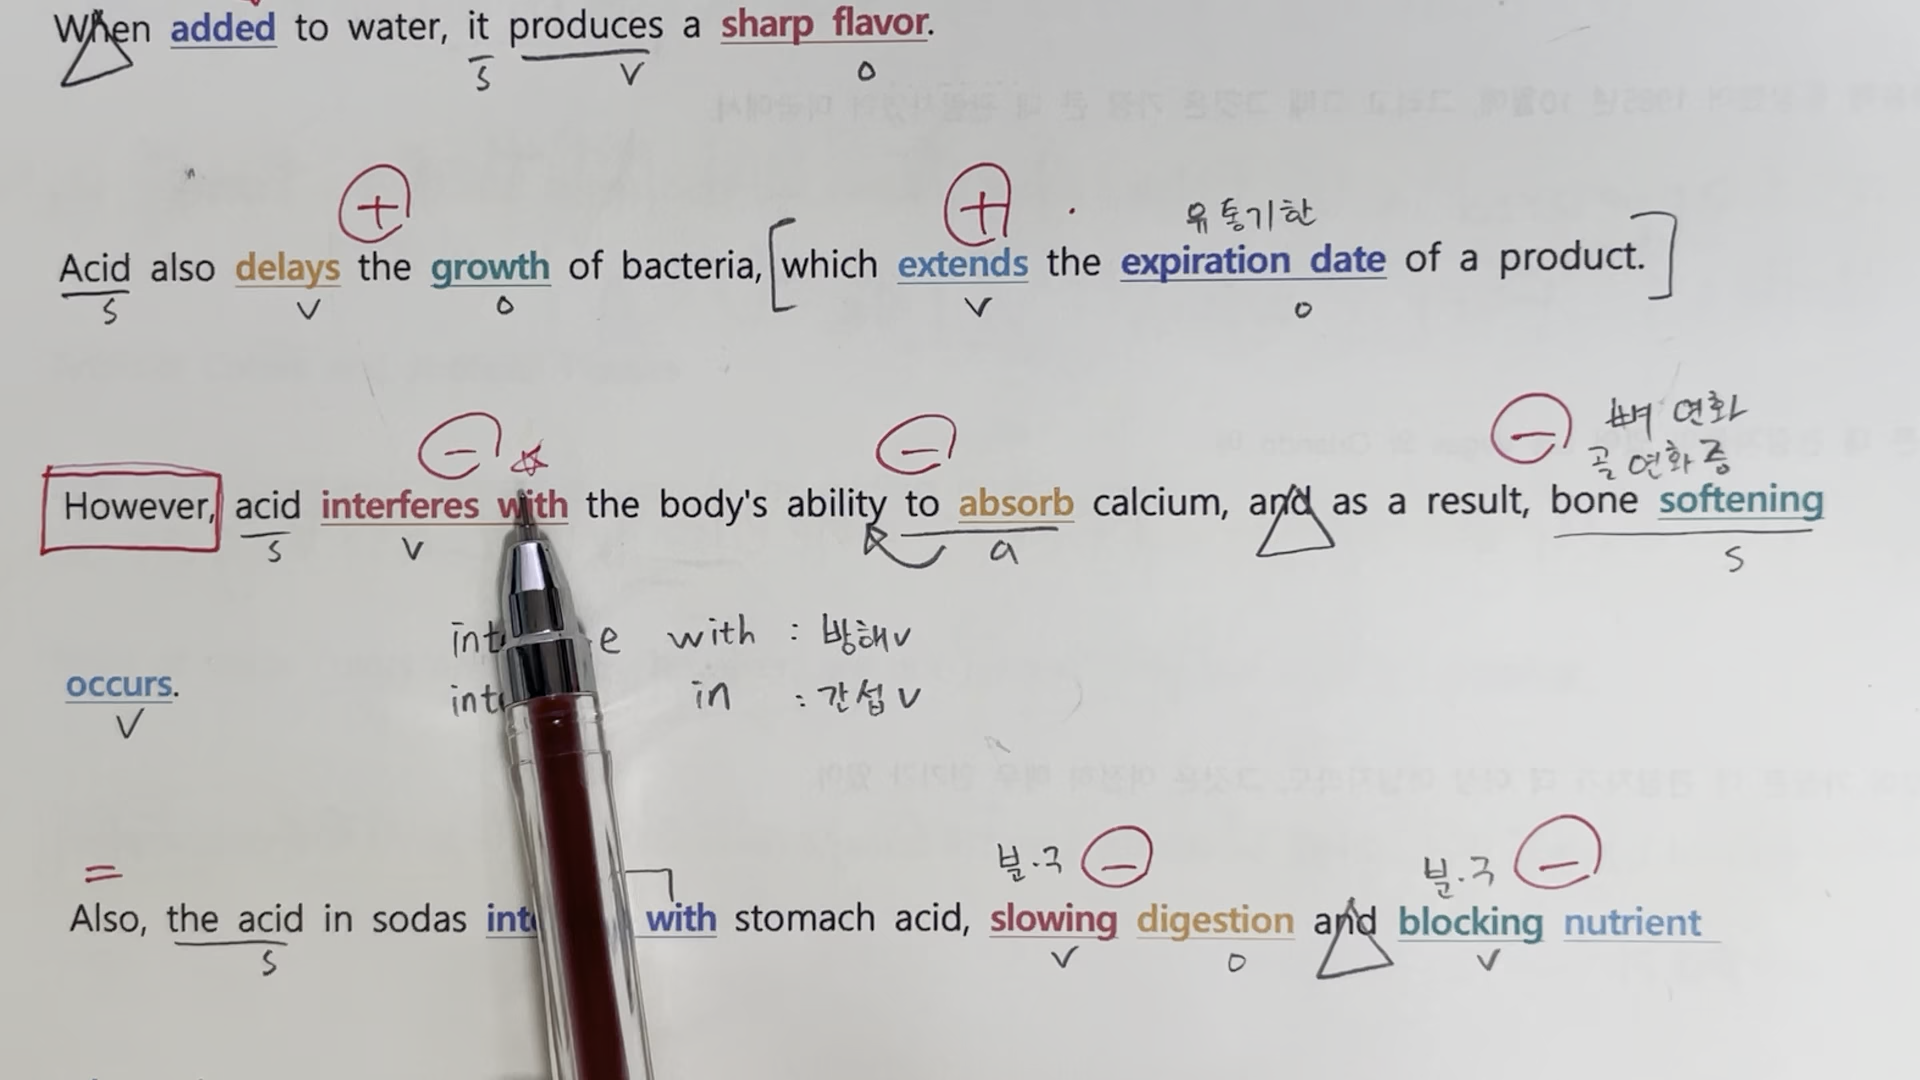 When added to water, it produces a sharp flavor.
S V O
유통기한
Acid also delays the growth of bacteria, which extends the expiration date of a product.
S V O V O
뼈 연화
골 연화증
However, acid interferes with the body's ability to absorb calcium, and as a result, bone softening
S V a S
with : 방해v
occurs.
in : 간섭v
V
분.구 분.구
Also, the acid in sodas with stomach acid, slowing digestion and blocking nutrient
S V O V